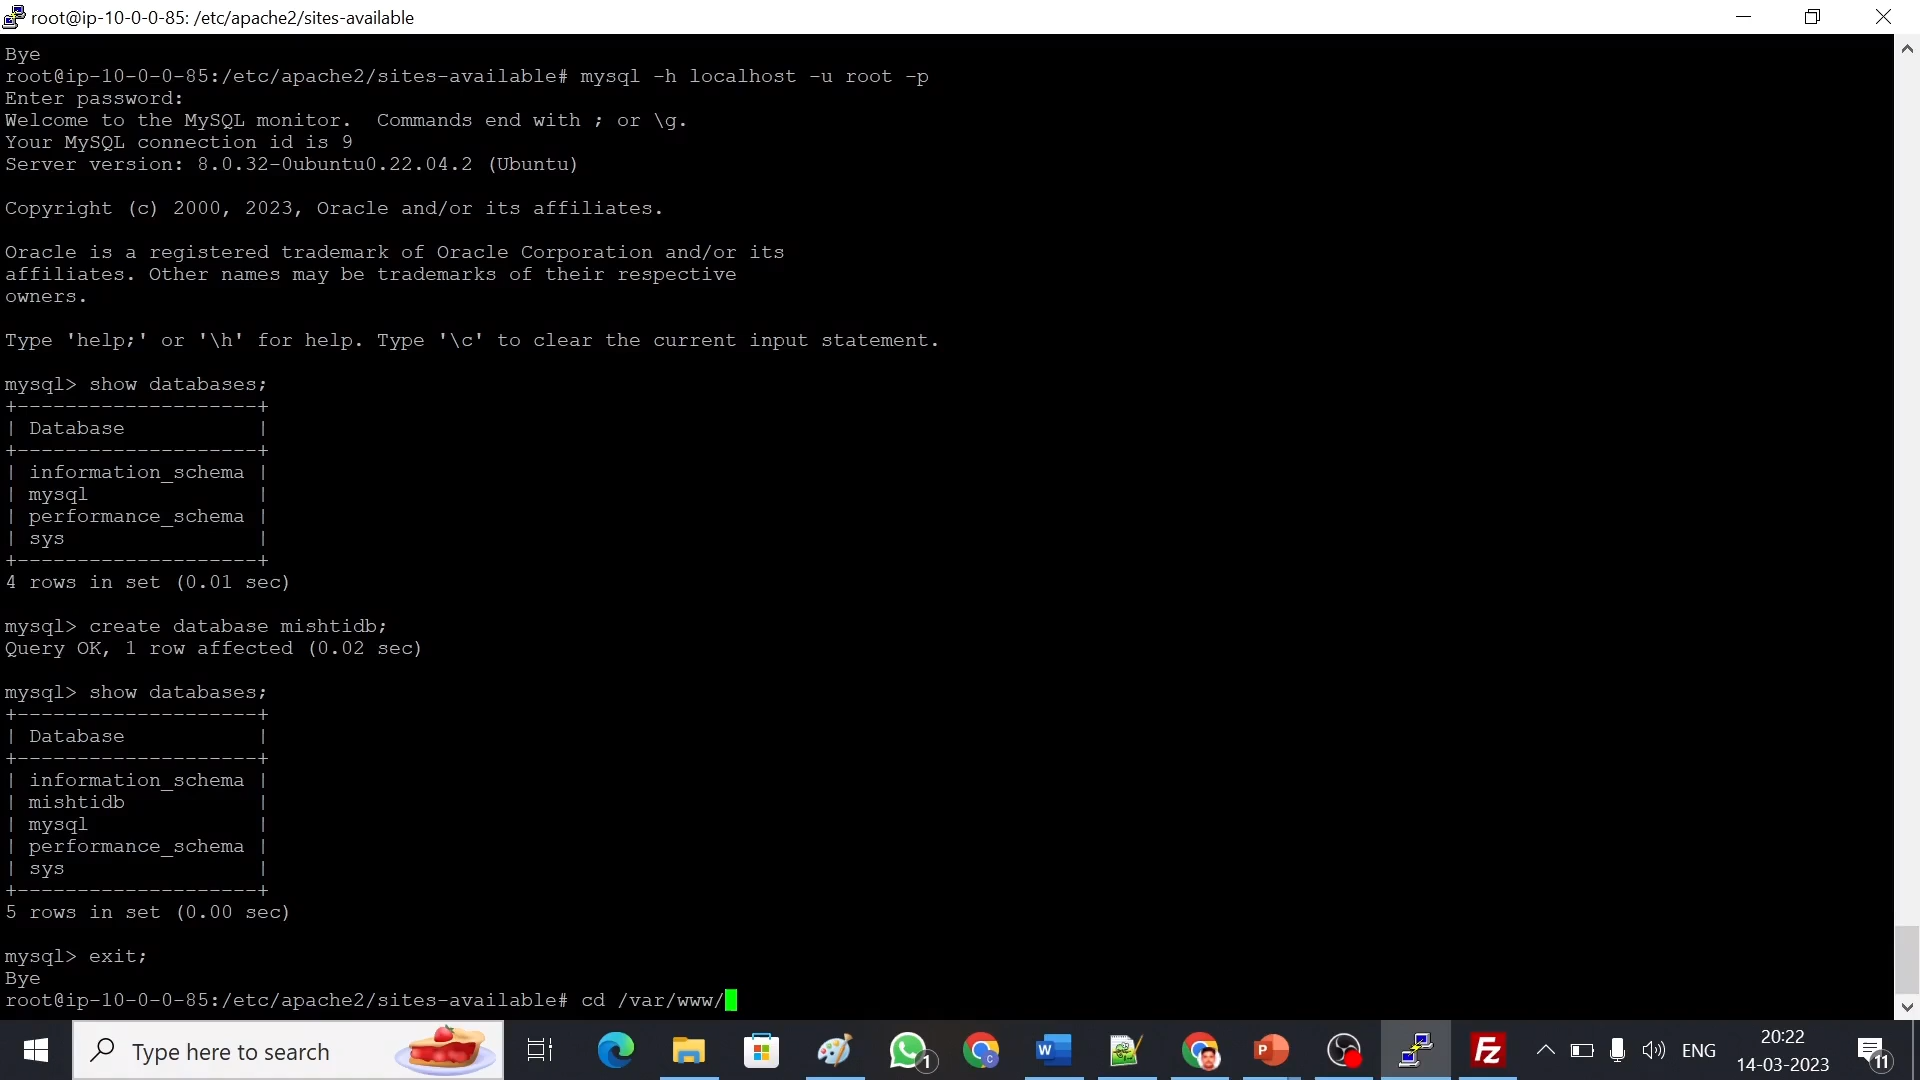 root@ip-10-0-0-85: /etc/apache2/sites-available
Bye
root@ip-10-0-0-85:/etc/apache2/sites-available# mysql -h localhost -u root -p
Enter password:
Welcome to the MySQL monitor.  Commands end with ; or \g.
Your MySQL connection id is 9
Server version: 8.0.32-0ubuntu0.22.04.2 (Ubuntu)
Copyright (c) 2000, 2023, Oracle and/or its affiliates.
Oracle is a registered trademark of Oracle Corporation and/or its
affiliates. Other names may be trademarks of their respective
owners.
Type 'help;' or '\h' for help. Type '\c' to clear the current input statement.
mysql> show databases;
+--------------------+
| Database           |
+--------------------+
| information_schema |
| mysql              |
| performance_schema |
| sys                |
+--------------------+
4 rows in set (0.01 sec)
mysql> create database mishtidb;
Query OK, 1 row affected (0.02 sec)
mysql> show databases;
+--------------------+
| Database           |
+--------------------+
| information_schema |
| mishtidb           |
| mysql              |
| performance_schema |
| sys                |
+--------------------+
5 rows in set (0.00 sec)
mysql> exit;
Bye
root@ip-10-0-0-85:/etc/apache2/sites-available# cd /var/www/
Type here to search
1
C
W
P
Fz
ENG
20:22
14-03-2023
11